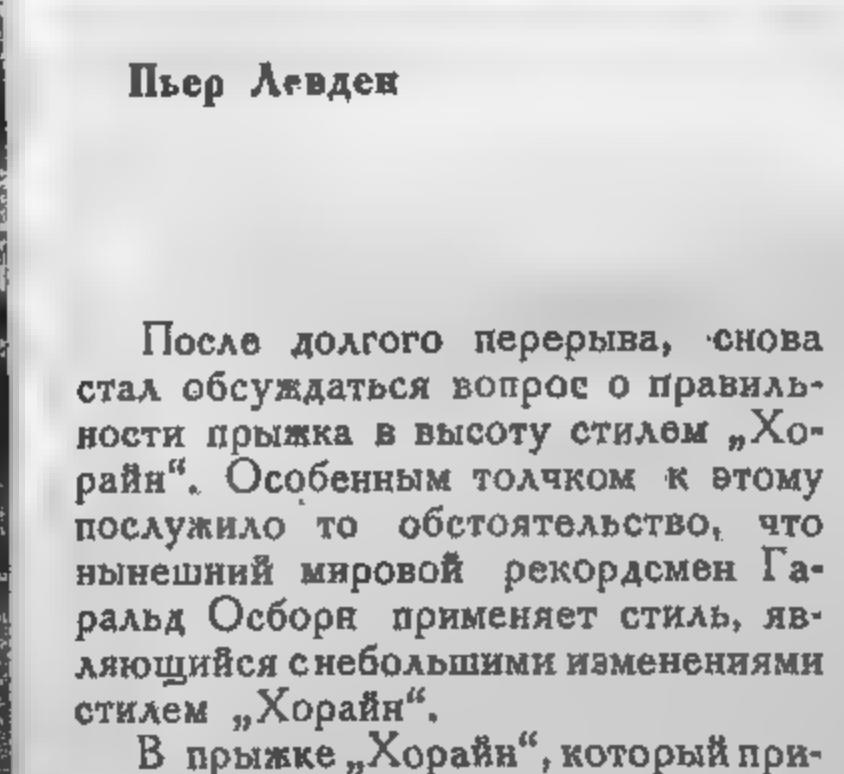 Пьер Левден
После долгого перерыва, снова
стал обсуждаться вопрос о правиль-
ности прыжка в высоту стилем „Хо-
райн“. Особенным толчком к этому
послужило то обстоятельство, что
нынешний мировой рекордсмен Га-
ральд Осборн применяет стиль, яв-
ляющийся с небольшими изменениями
стилем „Хорайн“.
В прыжке „Хорайн“, который при-